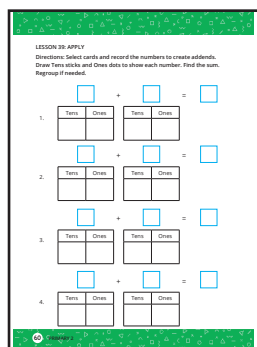 LESSON 39: APPLY
Directions: Select cards and record the numbers to create addends.
Draw Tens sticks and Ones dots to show each number. Find the sum.
Regroup if needed.
+ =
1. Tens Ones Tens Ones
+ =
2. Tens Ones Tens Ones
+ =
3. Tens Ones Tens Ones
+ =
4. Tens Ones Tens Ones
60 PRIMARY 2